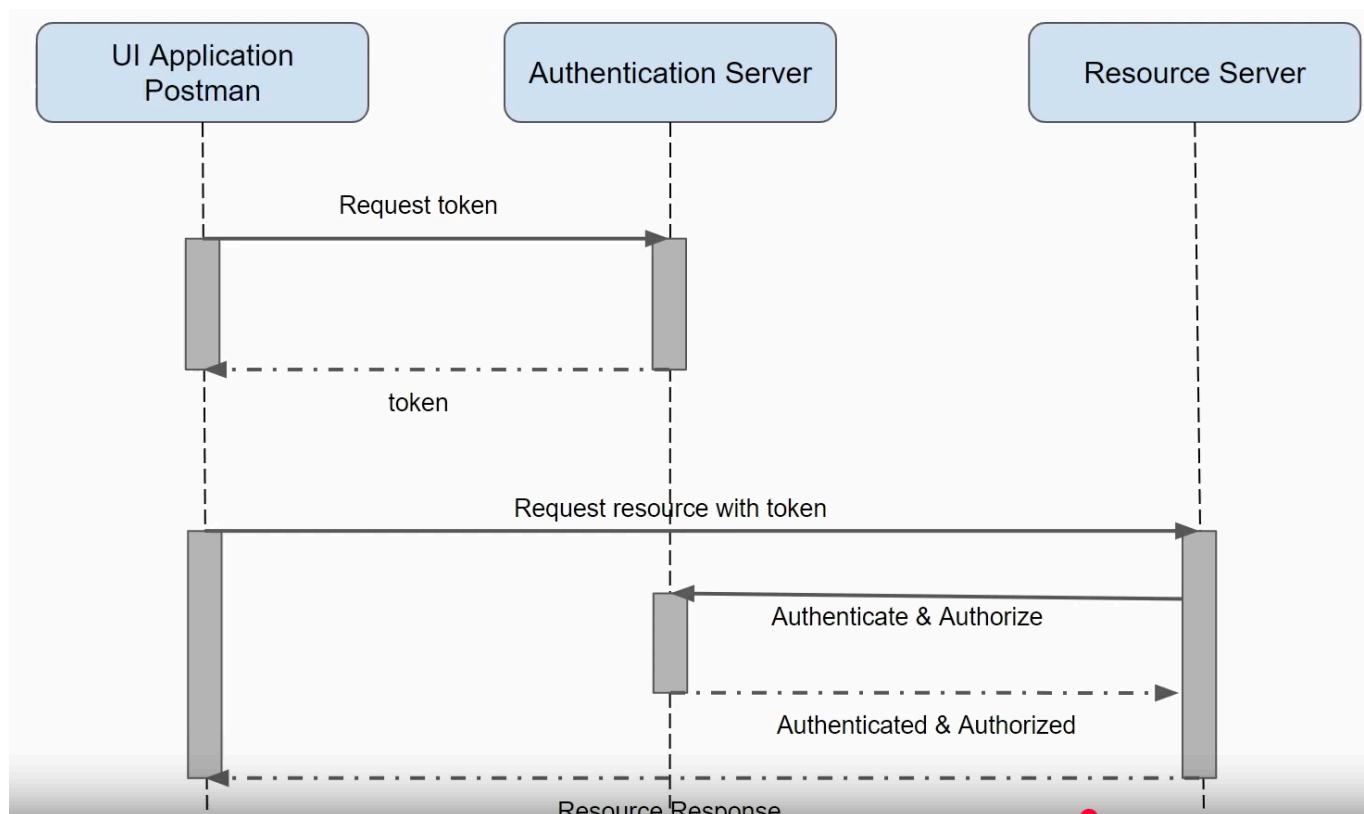 UI Application
Postman
Authentication Server
Resource Server
Request token
token
Request resource with token
Authenticate & Authorize
Authenticated & Authorized
Resource Response